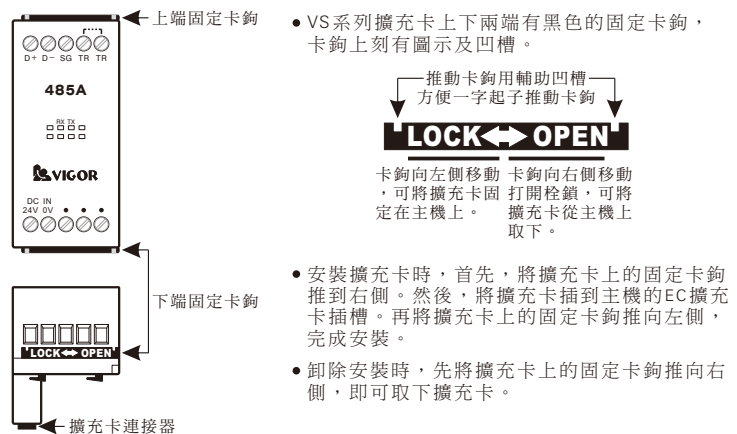 上端固定卡鉤
D+ D− SG TR TR
485A
RX TX
VIGOR
DC IN
24V 0V • • •
下端固定卡鉤
LOCK⬌OPEN
擴充卡連接器
• VS系列擴充卡上下兩端有黑色的固定卡鉤，
卡鉤上刻有圖示及凹槽。
推動卡鉤用輔助凹槽
方便一字起子推動卡鉤
LOCK⬌OPEN
卡鉤向左側移動
，可將擴充卡固
定在主機上。
卡鉤向右側移動
打開栓鎖，可將
擴充卡從主機上
取下。
• 安裝擴充卡時，首先，將擴充卡上的固定卡鉤
推到右側。然後，將擴充卡插到主機的EC擴充
卡插槽。再將擴充卡上的固定卡鉤推向左側，
完成安裝。
• 卸除安裝時，先將擴充卡上的固定卡鉤推向右
側，即可取下擴充卡。